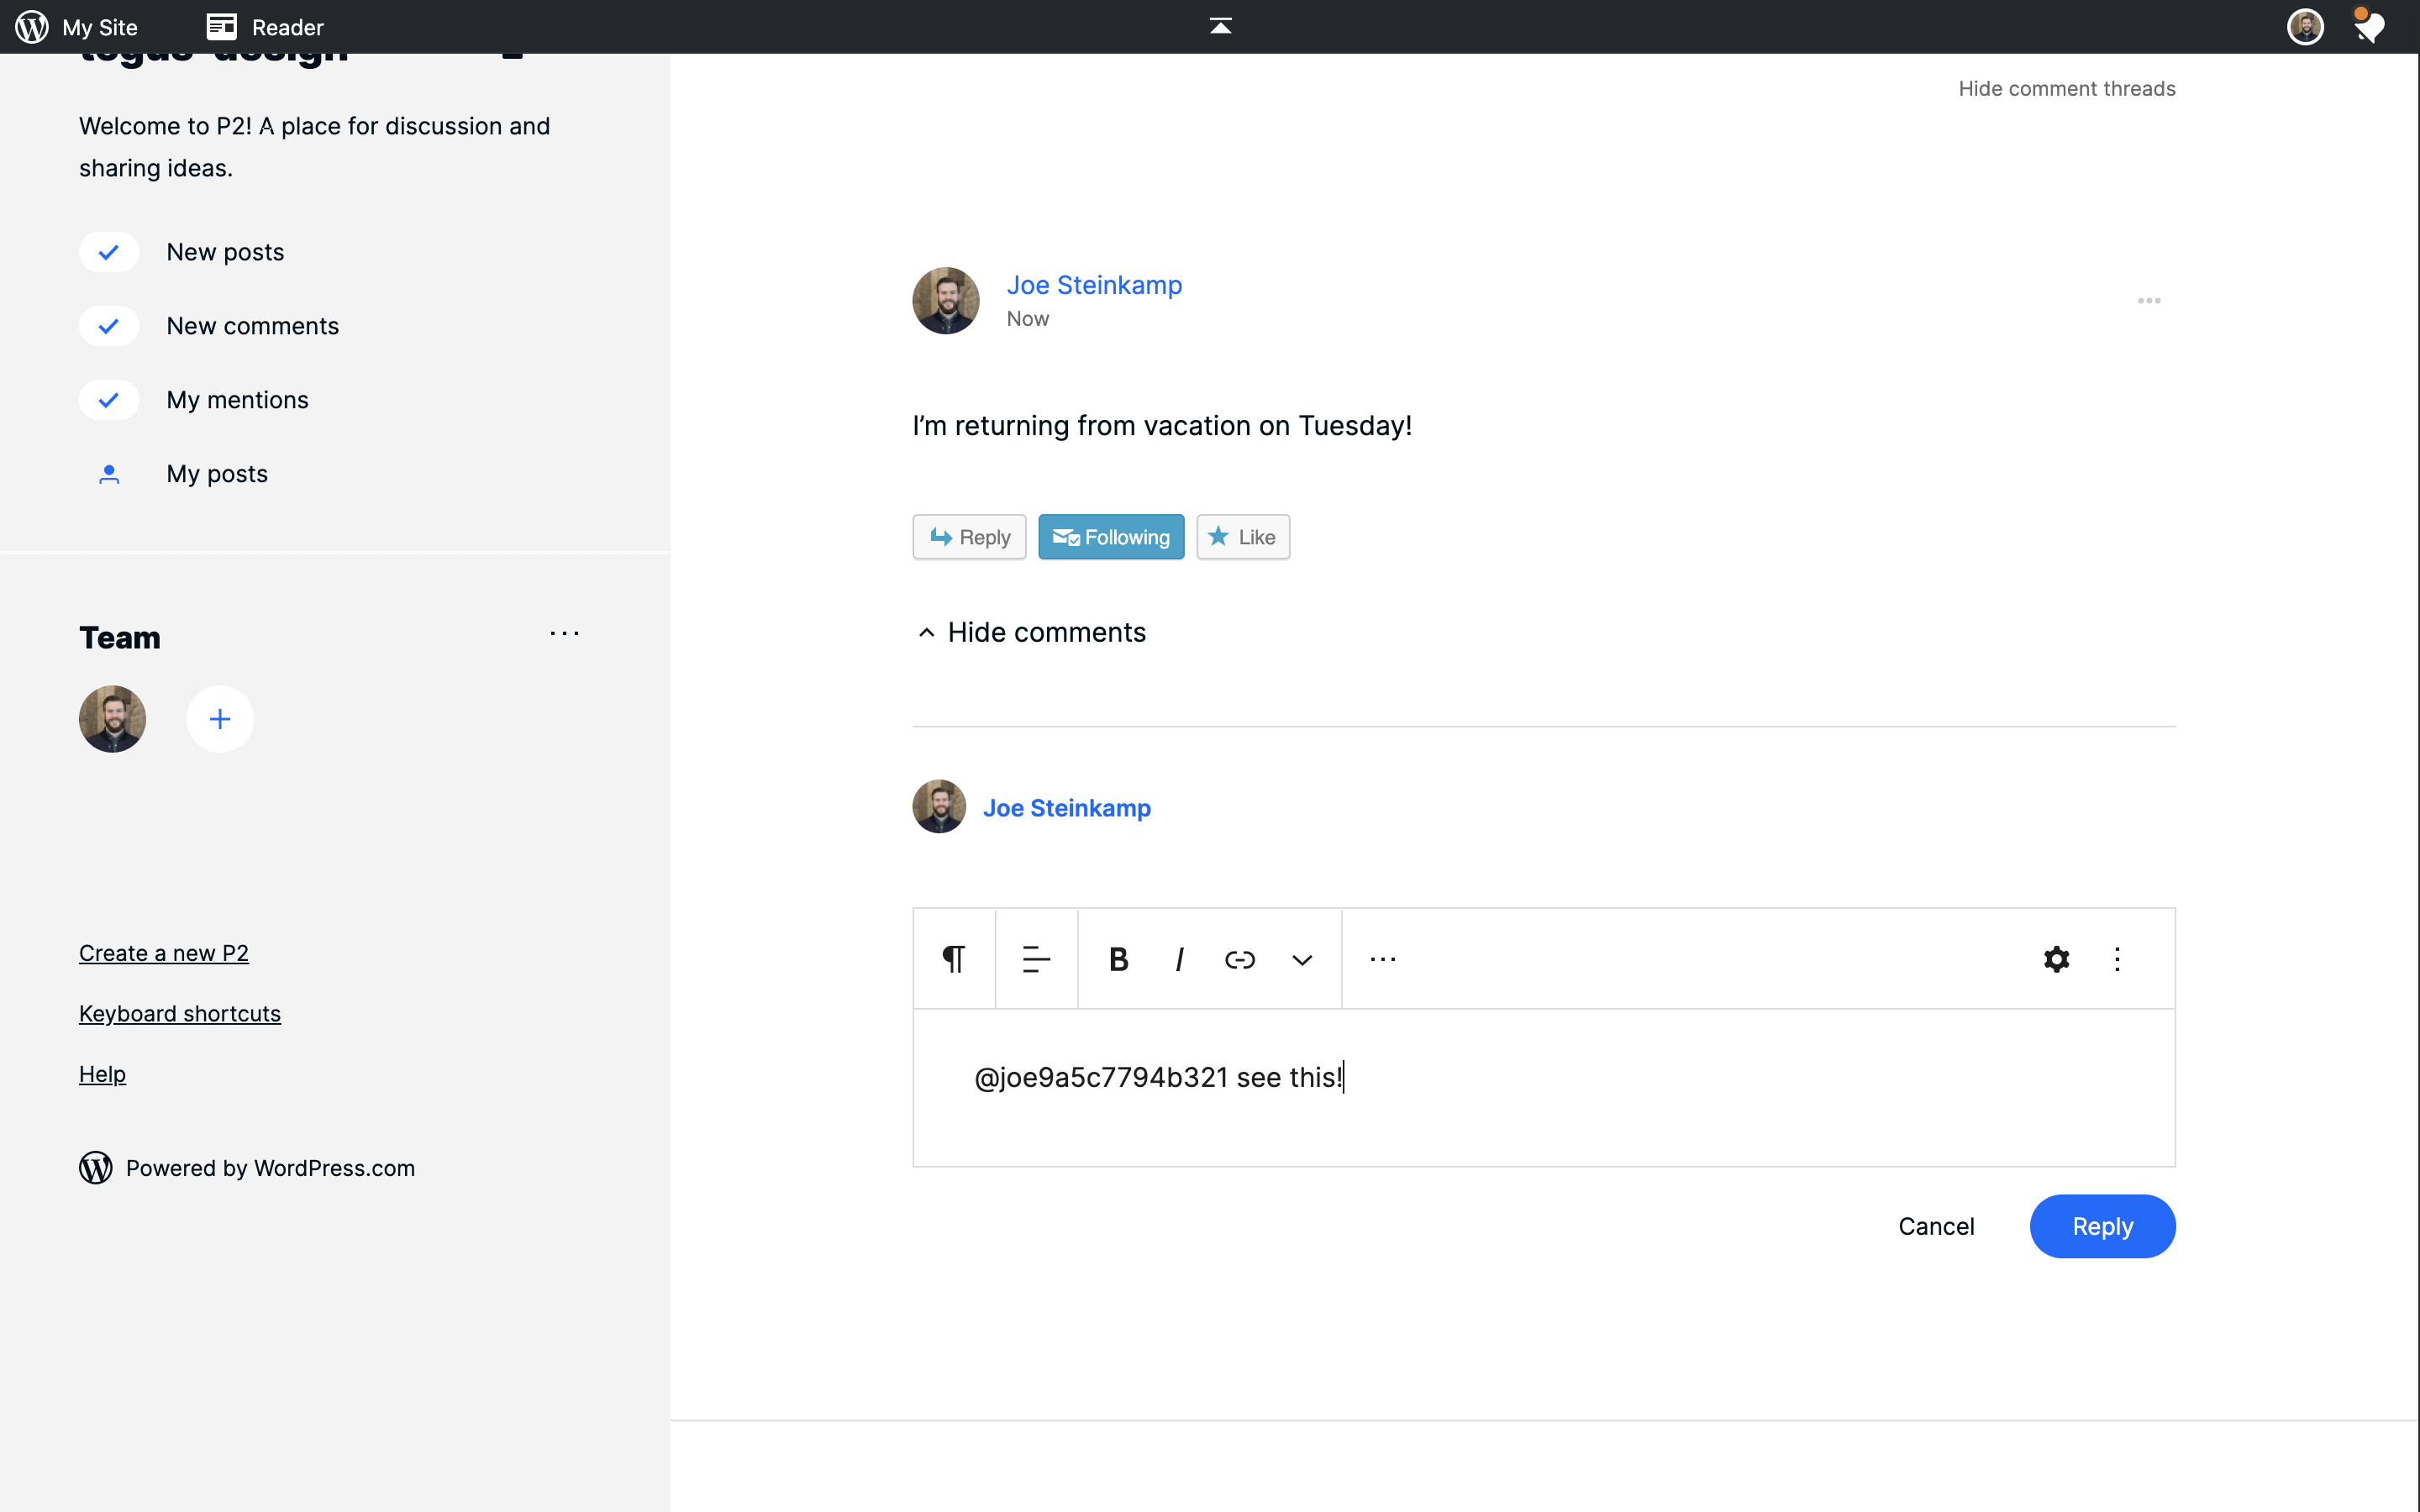 My Site
Reader
Welcome to P2! A place for discussion and
sharing ideas.
New posts
New comments
My mentions
My posts
Team
Create a new P2
Keyboard shortcuts
Help
Powered by WordPress.com
Hide comment threads
Joe Steinkamp
Now
I’m returning from vacation on Tuesday!
Reply
Following
Like
Hide comments
Joe Steinkamp
B I
@joe9a5c7794b321 see this!
Cancel
Reply